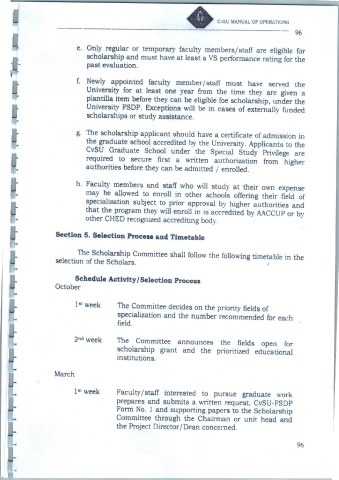 CvSU MANUAL OF OPERATIONS
96
e. Only regular or temporary faculty members/staff are eligible for
scholarship and must have at least a VS performance rating for the
past evaluation.
f. Newly appointed faculty member/staff must have served the
University for at least one year from the time they are given a
plantilla item before they can be eligible for scholarship, under the
University FSDP. Exceptions will be in cases of externally funded
scholarships or study assistance.
g. The scholarship applicant should have a certificate of admission in
the graduate school accredited by the University. Applicants to the
CvSU Graduate School under the Special Study Privilege are
required to secure first a written authorization from higher
authorities before they can be admitted / enrolled.
h. Faculty members and staff who will study at their own expense
may be allowed to enroll in other schools offering their field of
specialization subject to prior approval by higher authorities and
that the program they will enroll in is accredited by AACCUP or by
other CHED recognized accrediting body.
Section 5. Selection Process and Timetable
The Scholarship Committee shall follow the following timetable in the
selection of the Scholars.
Schedule Activity/Selection Process
October
1st week The Committee decides on the priority fields of
specialization and the number recommended for each
field.
2nd week The Committee announces the fields open for
scholarship grant and the prioritized educational
institutions.
March
1st week Faculty/staff interested to pursue graduate work
prepares and submits a written request, CvSU-FSDP
Form No. 1 and supporting papers to the Scholarship
Committee through the Chairman or unit head and
the Project Director/Dean concerned.
96